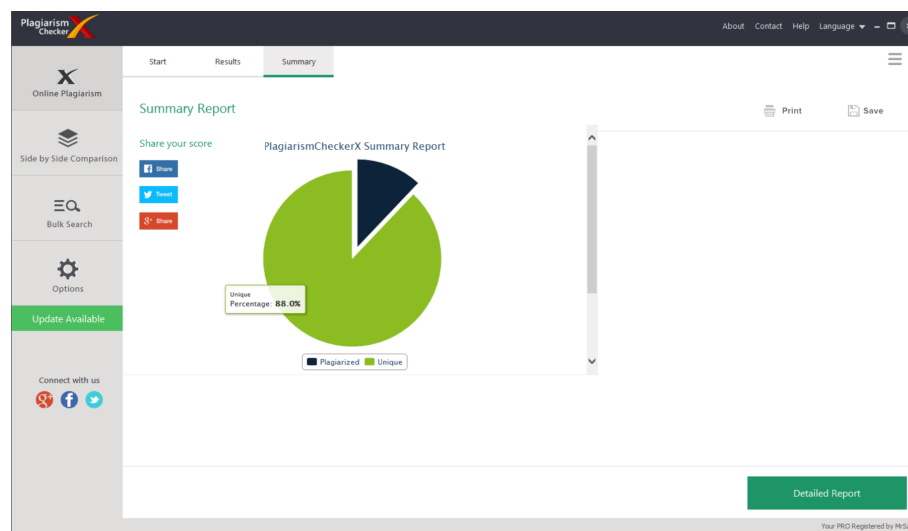 Plagiarism
Checker
About Contact Help Language
Start Results Summary
Online Plagiarism
Side by Side Comparison
Bulk Search
Options
Update Available
Connect with us
Summary Report
Print Save
Share your score
Share
Tweet
Share
PlagiarismCheckerX Summary Report
Unique
Percentage: 88.0%
Plagiarized Unique
Detailed Report
Your PRO Registered by